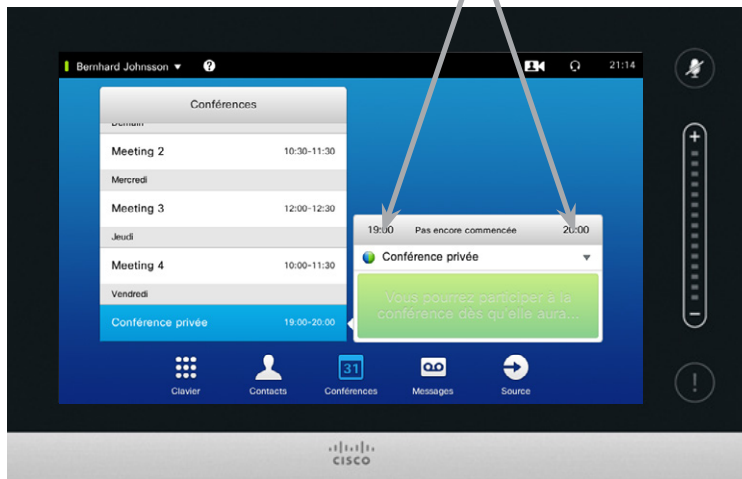 Bernhard Johnsson ▼ ? 21:14
Conférences
Demain
Meeting 2 10:30-11:30
Mercredi
Meeting 3 12:00-12:30
Jeudi
Meeting 4 10:00-11:30
Vendredi
Conférence privée 19:00-20:00
19:00 Pas encore commencée 20:00
Conférence privée
Vous pourrez participer à la
conférence dès qu'elle aura...
31
Clavier Contacts Conférences Messages Source
+
−
!
CISCO